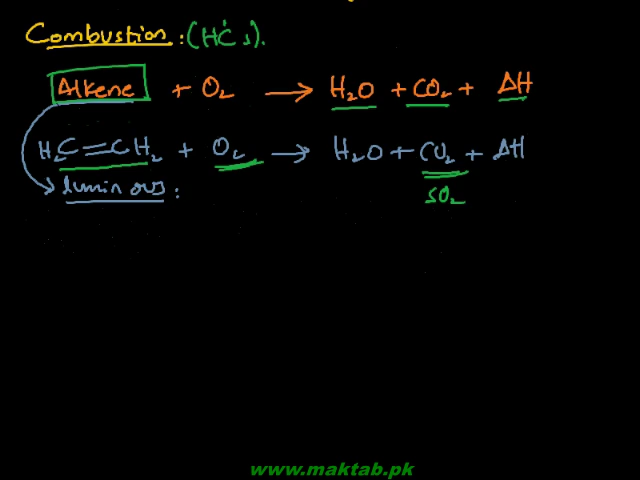 Combustion : (HC's).
Alkene + O₂ → H₂O + CO₂ + ΔH
H₂C=CH₂ + O₂ → H₂O + CO₂ + ΔH
luminous :
SO₂
www.maktab.pk